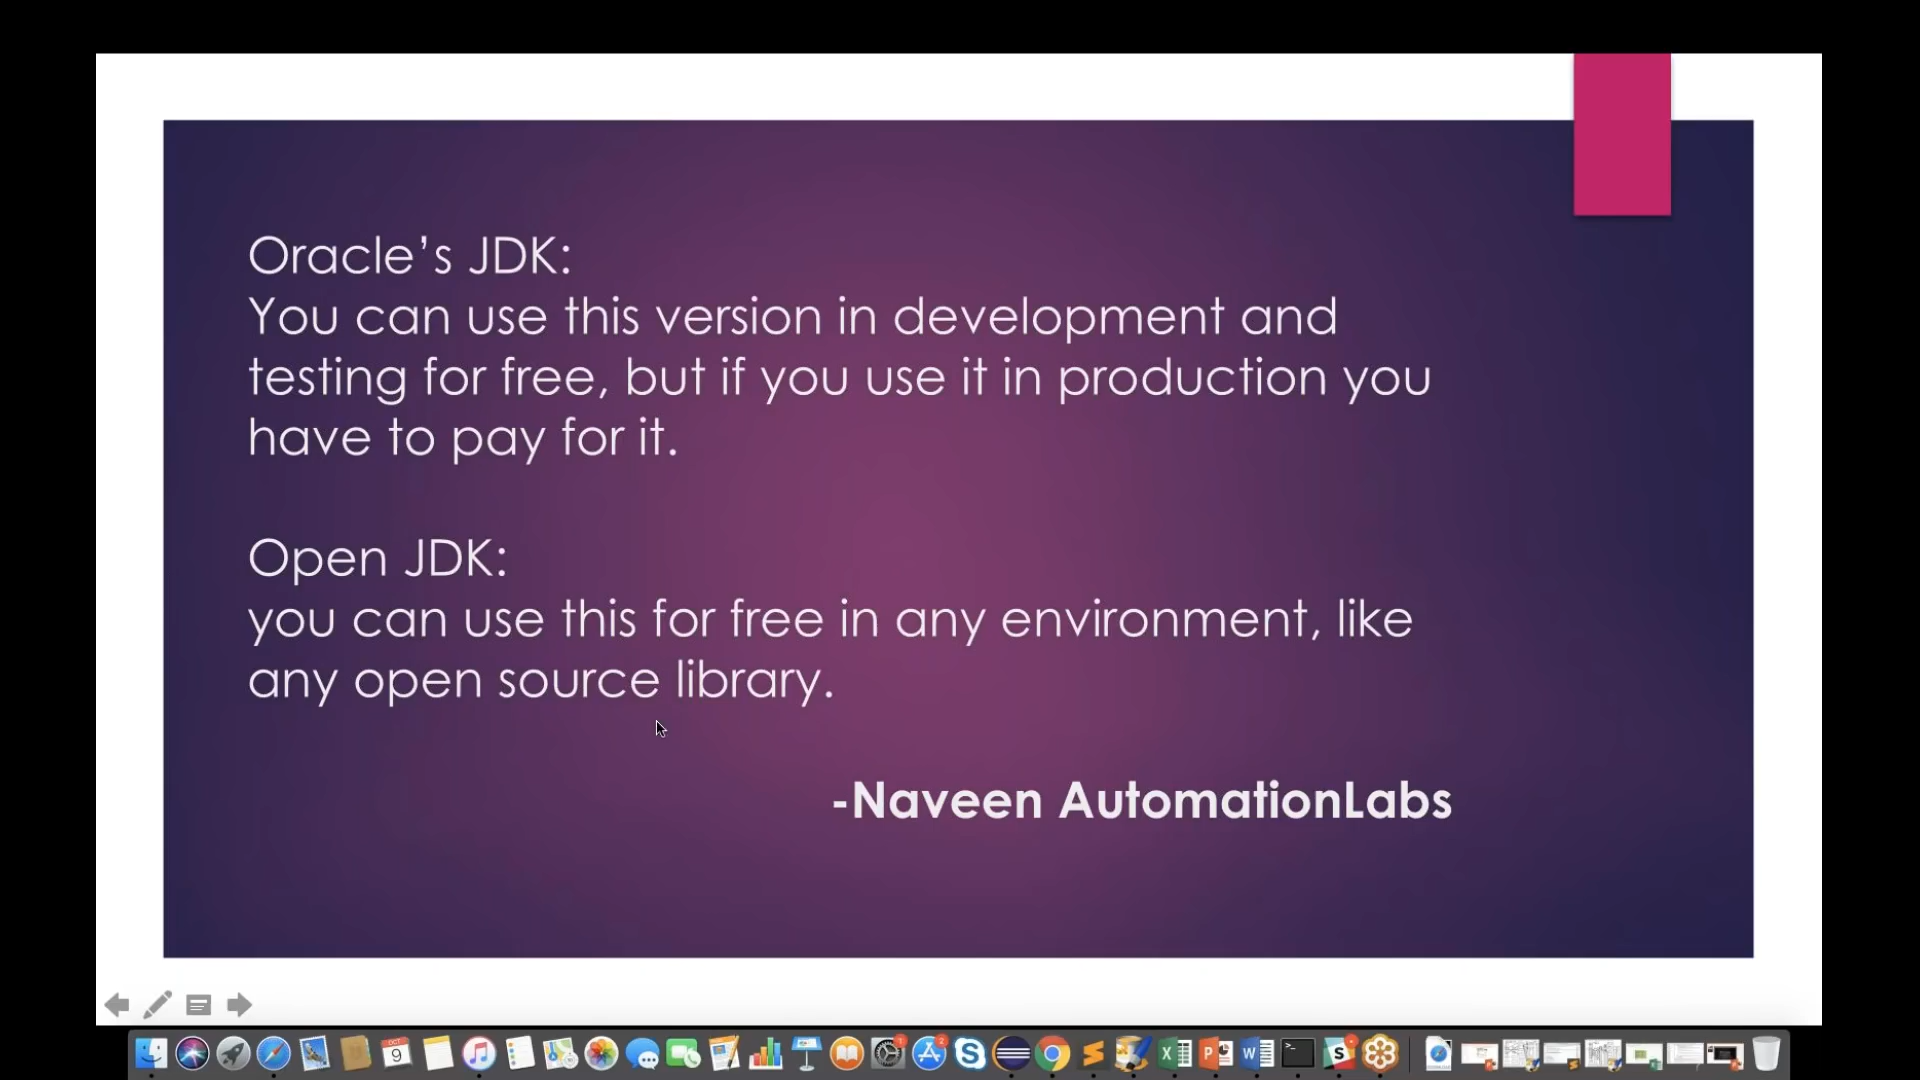 Oracle’s JDK:
You can use this version in development and
testing for free, but if you use it in production you
have to pay for it.
Open JDK:
you can use this for free in any environment, like
any open source library.
-Naveen AutomationLabs
OCT
9